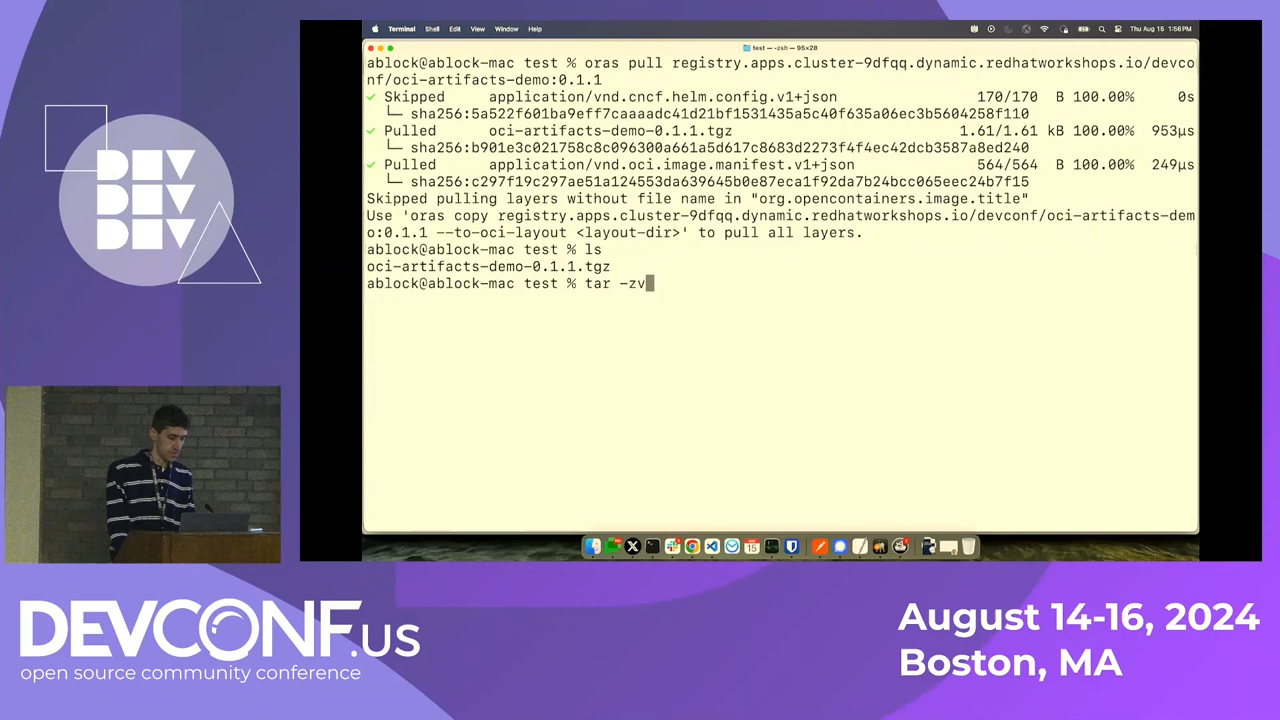 Terminal Shell Edit View Window Help
Thu Aug 15 1:56 PM
test — -zsh — 95×28
ablock@ablock-mac test % oras pull registry.apps.cluster-9dfqq.dynamic.redhatworkshops.io/devco
nf/oci-artifacts-demo:0.1.1
✓ Skipped application/vnd.cncf.helm.config.v1+json 170/170 B 100.00% 0s
└─ sha256:5a522f601ba9eff7caaaadc41d21bf1531435a5c40f635a06ec3b5604258f110
✓ Pulled oci-artifacts-demo-0.1.1.tgz 1.61/1.61 kB 100.00% 953µs
└─ sha256:b901e3c021758c8c096300a661a5d617c8683d2273f4f4ec42dcb3587a8ed240
✓ Pulled application/vnd.oci.image.manifest.v1+json 564/564 B 100.00% 249µs
└─ sha256:c297f19c297ae51a124553da639645b0e87eca1f92da7b24bcc065eec24b7f15
Skipped pulling layers without file name in "org.opencontainers.image.title"
Use 'oras copy registry.apps.cluster-9dfqq.dynamic.redhatworkshops.io/devconf/oci-artifacts-dem
o:0.1.1 --to-oci-layout <layout-dir>' to pull all layers.
ablock@ablock-mac test % ls
oci-artifacts-demo-0.1.1.tgz
ablock@ablock-mac test % tar -zv
DEV
DEV
DEV
DEVCONF.US
open source community conference
August 14-16, 2024
Boston, MA